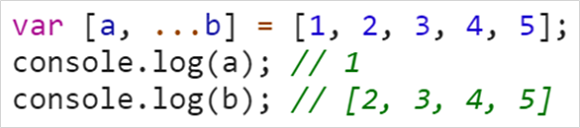 var [a, ...b] = [1, 2, 3, 4, 5];
console.log(a); // 1
console.log(b); // [2, 3, 4, 5]